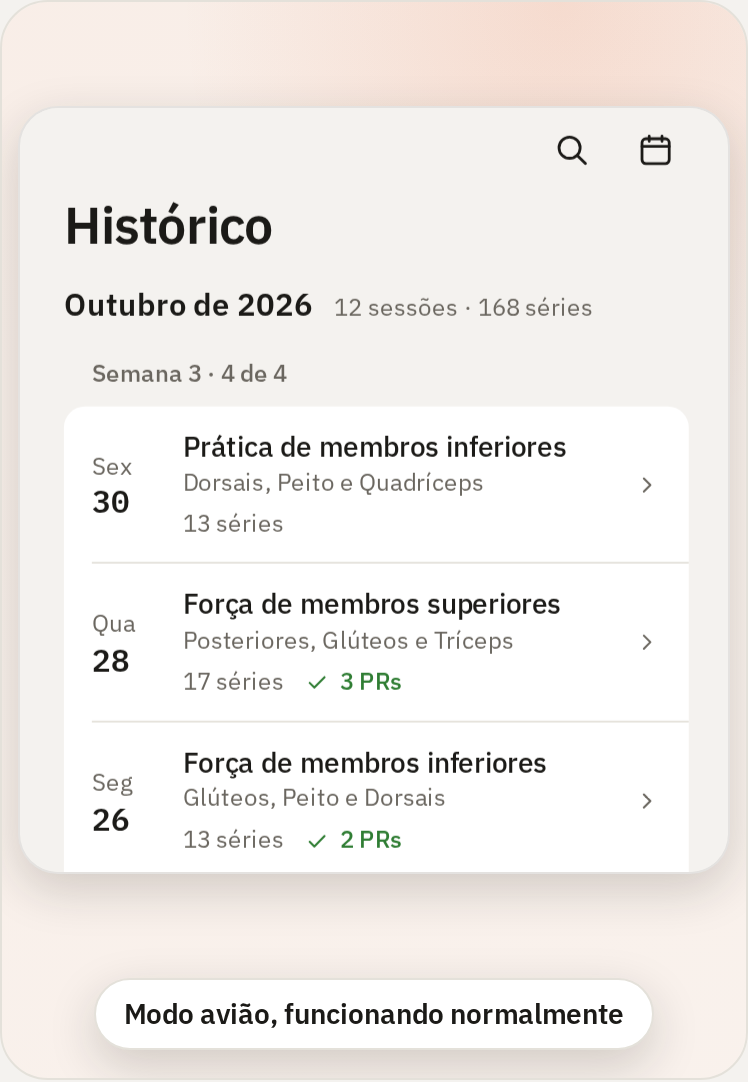 Histórico
Outubro de 2026 12 sessões · 168 séries
Semana 3 · 4 de 4
Sex
30
Prática de membros inferiores
Dorsais, Peito e Quadríceps
13 séries
Qua
28
Força de membros superiores
Posteriores, Glúteos e Tríceps
17 séries ✓ 3 PRs
Seg
26
Força de membros inferiores
Glúteos, Peito e Dorsais
13 séries ✓ 2 PRs
Modo avião, funcionando normalmente